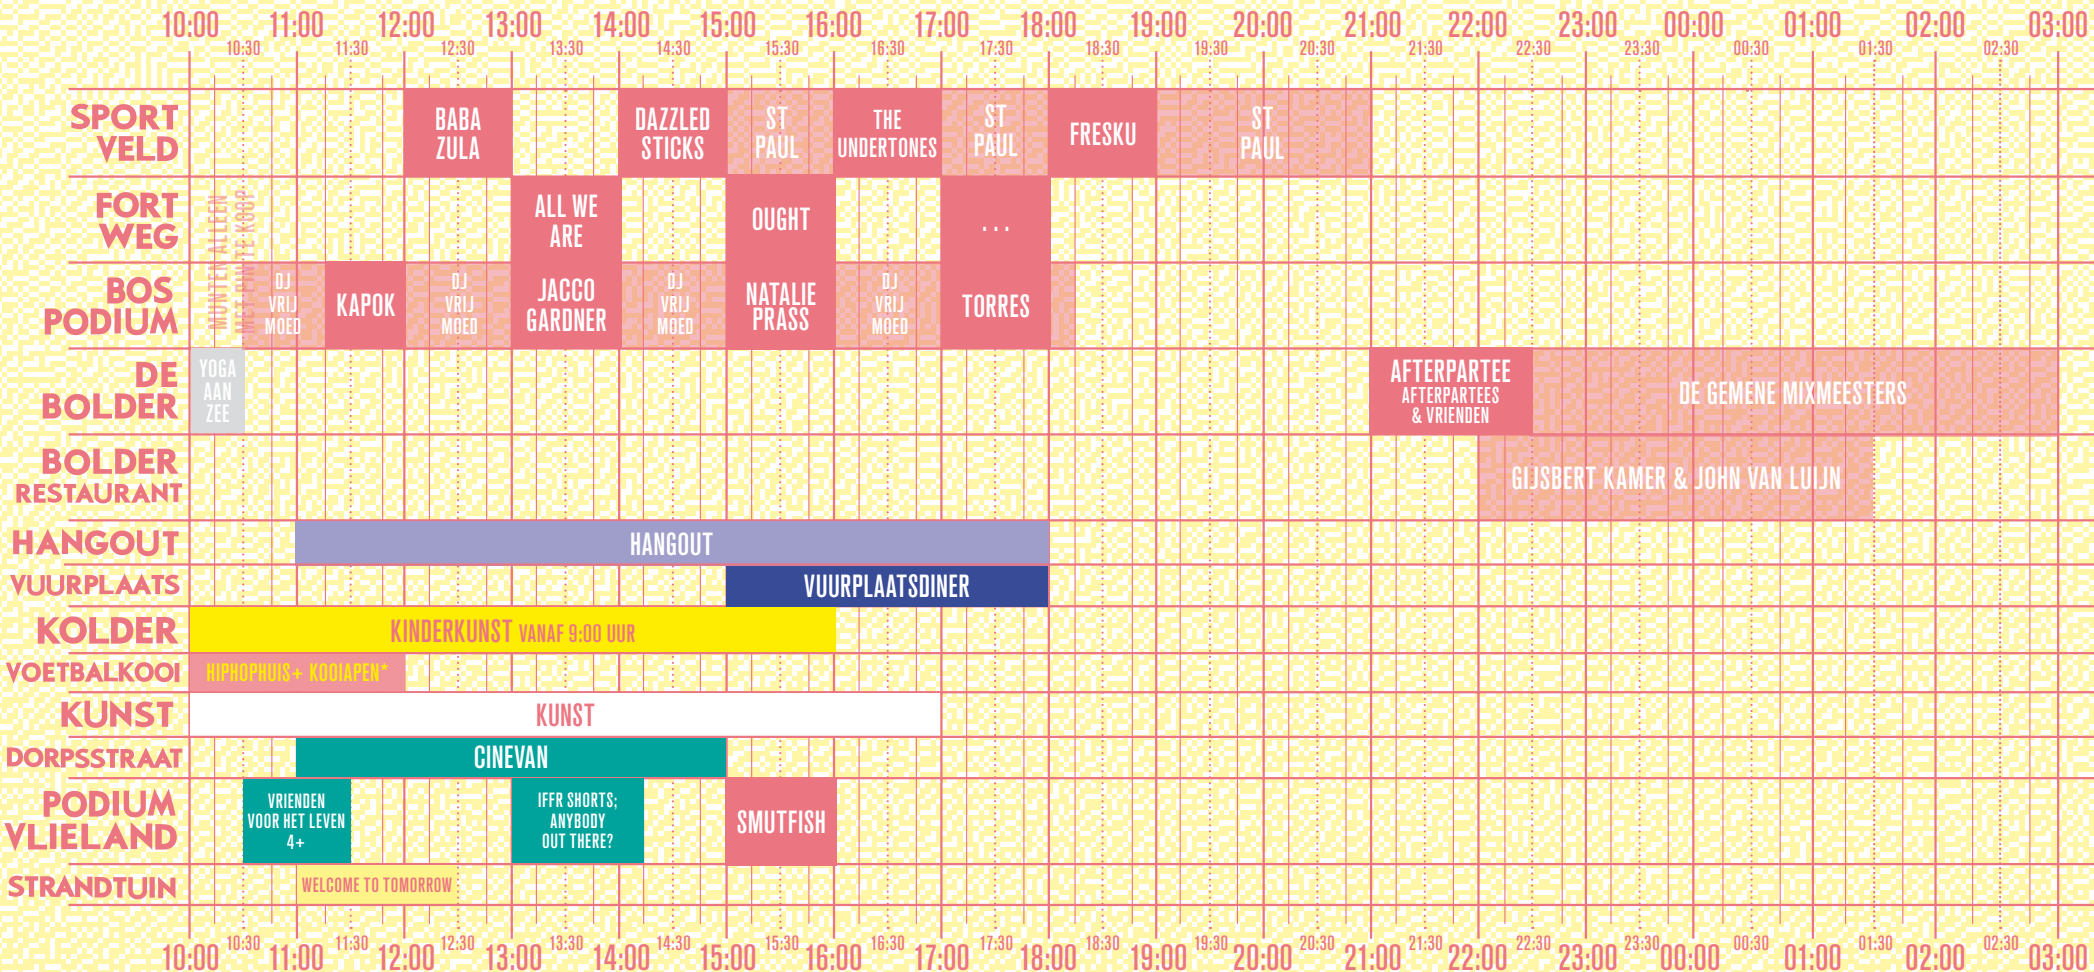 10:00 11:00 12:00 13:00 14:00 15:00 16:00 17:00 18:00 19:00 20:00 21:00 22:00 23:00 00:00 01:00 02:00 03:00
10:30 11:30 12:30 13:30 14:30 15:30 16:30 17:30 18:30 19:30 20:30 21:30 22:30 23:30 00:30 01:30 02:30
SPORT
VELD
BABA
ZULA
DAZZLED
STICKS
ST
PAUL
THE
UNDERTONES
ST
PAUL
FRESKU
ST
PAUL
FORT
WEG
MUNTEN ALLEEN
MET PIN TE KOOP
ALL WE
ARE
OUGHT
...
BOS
PODIUM
DJ
VRIJ
MOED
KAPOK
DJ
VRIJ
MOED
JACCO
GARDNER
DJ
VRIJ
MOED
NATALIE
PRASS
DJ
VRIJ
MOED
TORRES
DE
BOLDER
YOGA
AAN
ZEE
AFTERPARTEE
AFTERPARTEES
& VRIENDEN
DE GEMENE MIXMEESTERS
BOLDER
RESTAURANT
GIJSBERT KAMER & JOHN VAN LUIJN
HANGOUT
HANGOUT
VUURPLAATS
VUURPLAATSDINER
KOLDER
KINDERKUNST VANAF 9:00 UUR
VOETBALKOOI
HIPHOPHUIS+ KOOIAPEN*
KUNST
KUNST
DORPSSTRAAT
CINEVAN
PODIUM
VLIELAND
VRIENDEN
VOOR HET LEVEN
4+
IFFR SHORTS;
ANYBODY
OUT THERE?
SMUTFISH
STRANDTUIN
WELCOME TO TOMORROW
10:30 11:30 12:30 13:30 14:30 15:30 16:30 17:30 18:30 19:30 20:30 21:30 22:30 23:30 00:30 01:30 02:30
10:00 11:00 12:00 13:00 14:00 15:00 16:00 17:00 18:00 19:00 20:00 21:00 22:00 23:00 00:00 01:00 02:00 03:00